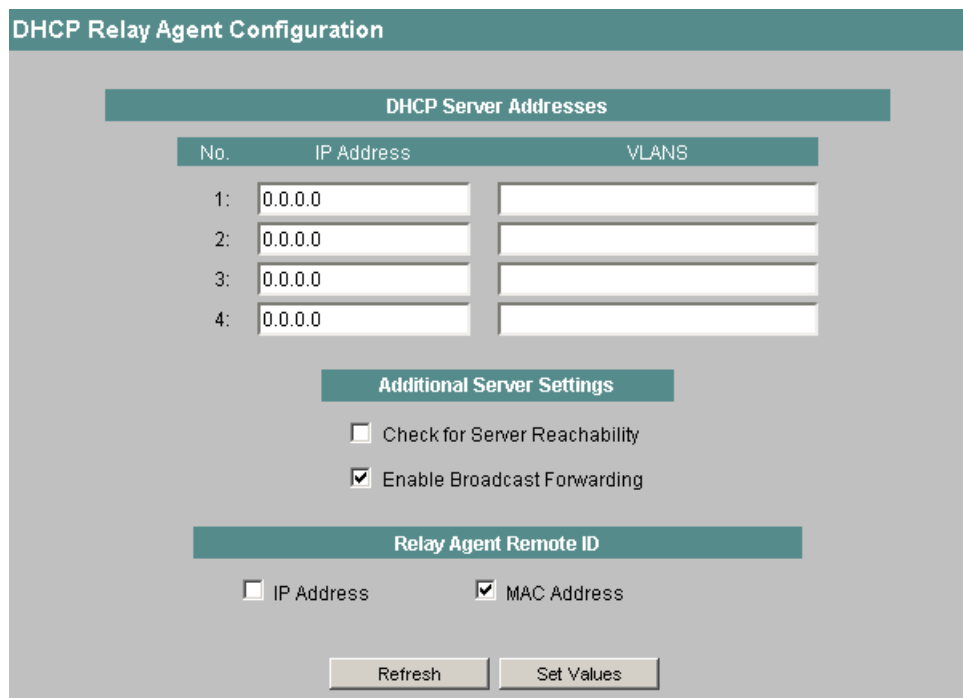 DHCP Relay Agent Configuration
DHCP Server Addresses
No. IP Address VLANS
1: 0.0.0.0
2: 0.0.0.0
3: 0.0.0.0
4: 0.0.0.0
Additional Server Settings
Check for Server Reachability
Enable Broadcast Forwarding
Relay Agent Remote ID
IP Address MAC Address
Refresh Set Values